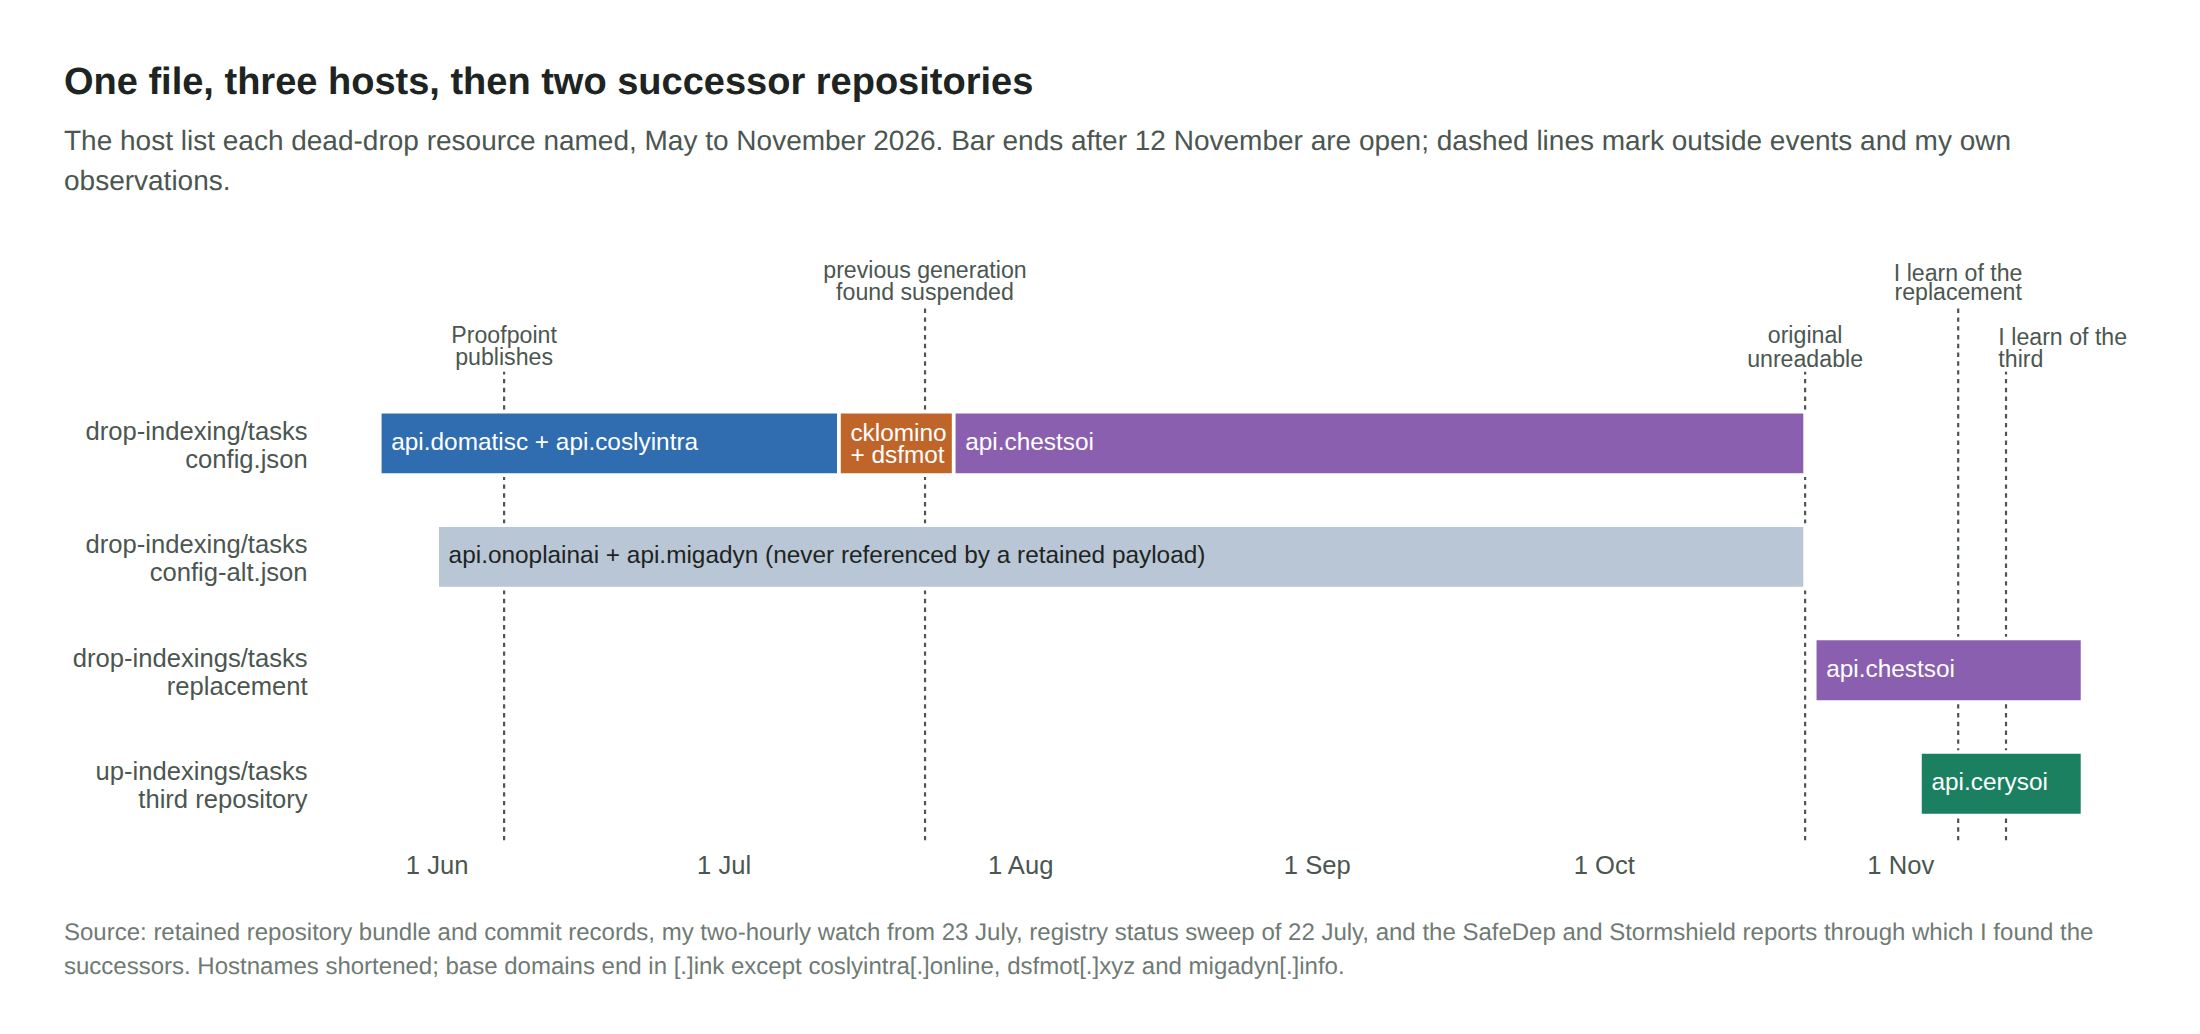 One file, three hosts, then two successor repositories
The host list each dead-drop resource named, May to November 2026. Bar ends after 12 November are open; dashed lines mark outside events and my own
observations.
previous generation
found suspended
I learn of the
replacement
Proofpoint
publishes
original
unreadable
I learn of the
third
drop-indexing/tasks
config.json
api.domatisc + api.coslyintra
cklomino
+ dsfmot
api.chestsoi
drop-indexing/tasks
config-alt.json
api.onoplainai + api.migadyn (never referenced by a retained payload)
drop-indexings/tasks
replacement
api.chestsoi
up-indexings/tasks
third repository
api.cerysoi
1 Jun
1 Jul
1 Aug
1 Sep
1 Oct
1 Nov
Source: retained repository bundle and commit records, my two-hourly watch from 23 July, registry status sweep of 22 July, and the SafeDep and Stormshield reports through which I found the
successors. Hostnames shortened; base domains end in [.]ink except coslyintra[.]online, dsfmot[.]xyz and migadyn[.]info.